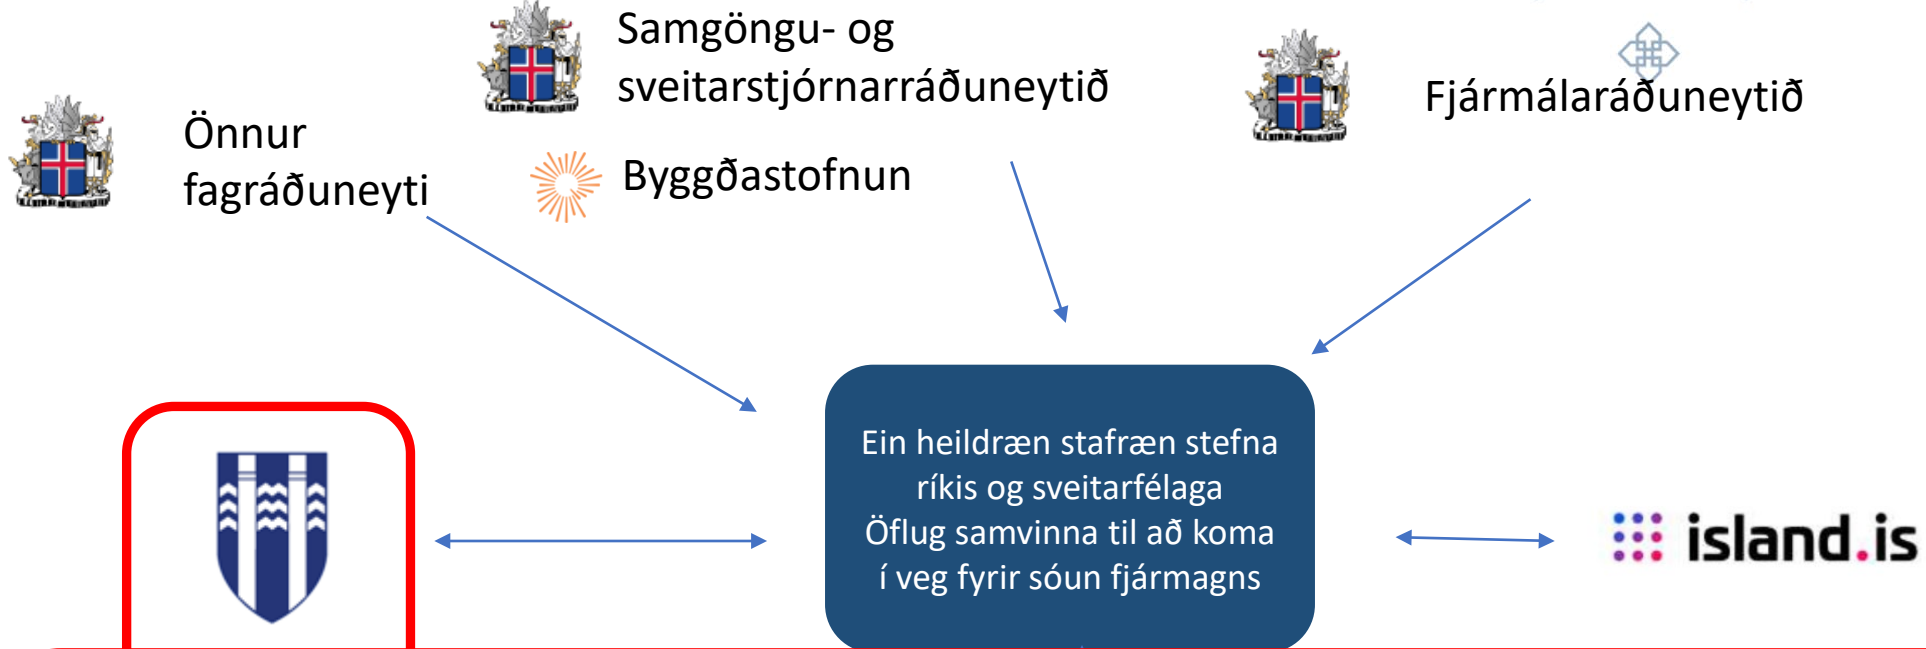 Samgöngu- og
sveitarstjórnarráðuneytið
Fjármálaráðuneytið
Önnur
fagráðuneyti
Byggðastofnun
Ein heildræn stafræn stefna
ríkis og sveitarfélaga
Öflug samvinna til að koma
í veg fyrir sóun fjármagns
island.is